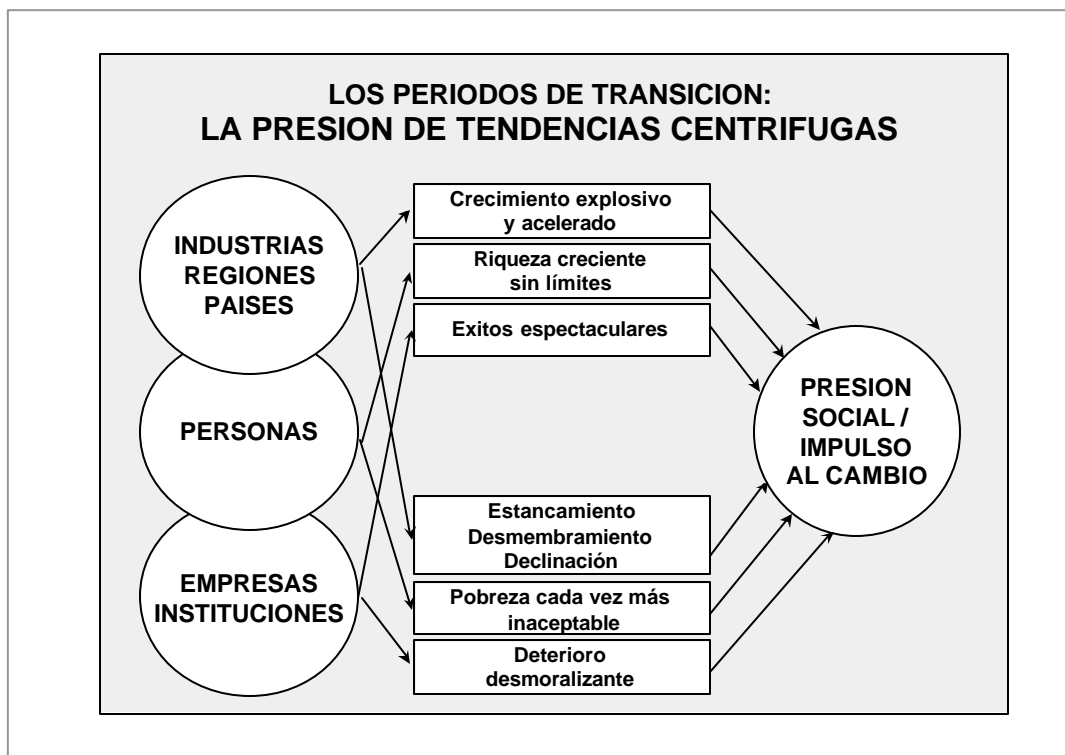 LOS PERIODOS DE TRANSICION:
LA PRESION DE TENDENCIAS CENTRIFUGAS
INDUSTRIAS
REGIONES
PAISES
PERSONAS
EMPRESAS
INSTITUCIONES
Crecimiento explosivo
y acelerado
Riqueza creciente
sin límites
Exitos espectaculares
Estancamiento
Desmembramiento
Declinación
Pobreza cada vez más
inaceptable
Deterioro
desmoralizante
PRESION
SOCIAL /
IMPULSO
AL CAMBIO